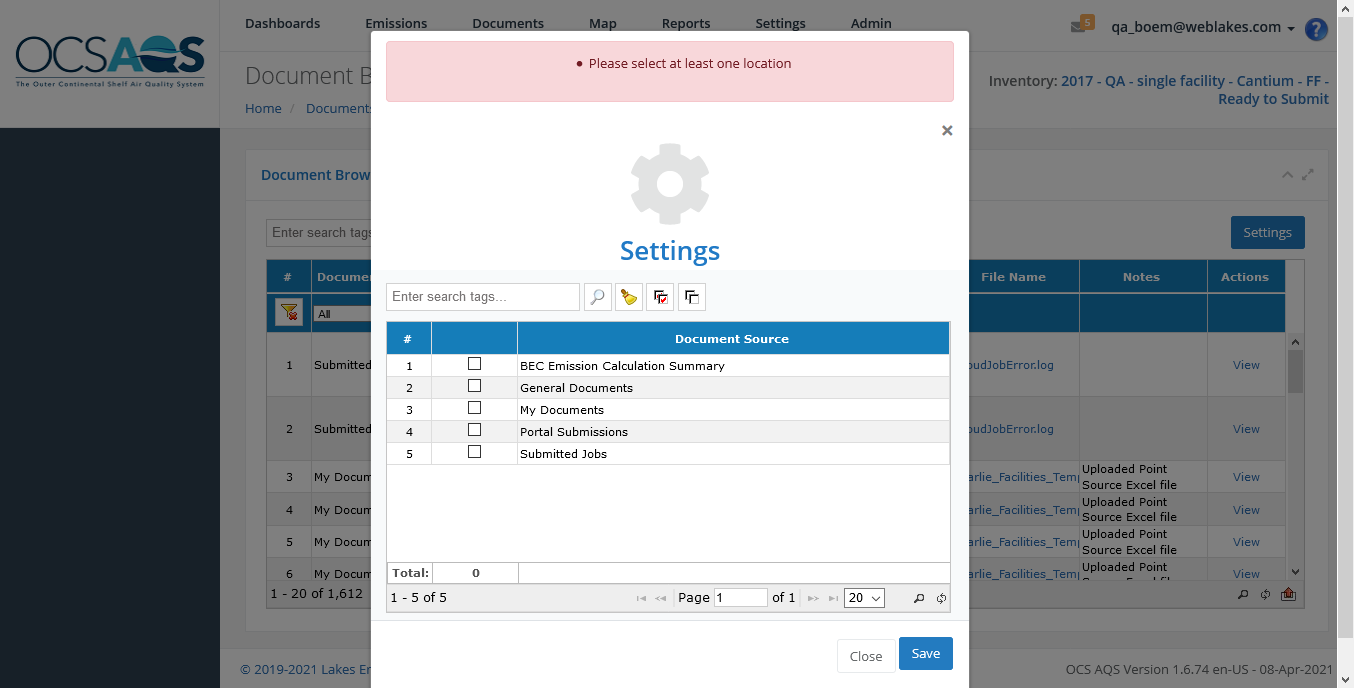 OCSAQS
The Outer Continental Shelf Air Quality System
Dashboards Emissions Documents Map Reports Settings Admin
5
qa_boem@weblakes.com
?
Document B
Home / Documents
Inventory: 2017 - QA - single facility - Cantium - FF -
Ready to Submit
Please select at least one location
Settings
Document Brow
Enter search tags
Settings
# Docume File Name Notes Actions
All
1 Submitted oudJobError.log View
2 Submitted oudJobError.log View
3 My Docum arlie_Facilities_Temp Uploaded Point
Source Excel file View
4 My Docum arlie_Facilities_Temp Uploaded Point
Source Excel file View
5 My Docum arlie_Facilities_Temp Uploaded Point
Source Excel file View
6 My Docum arlie_Facilities_Temp Uploaded Point
View
1 - 20 of 1,612
Enter search tags...
# Document Source
1 BEC Emission Calculation Summary
2 General Documents
3 My Documents
4 Portal Submissions
5 Submitted Jobs
Total: 0
1 - 5 of 5 Page 1 of 1 20
Close Save
© 2019-2021 Lakes En
OCS AQS Version 1.6.74 en-US - 08-Apr-2021